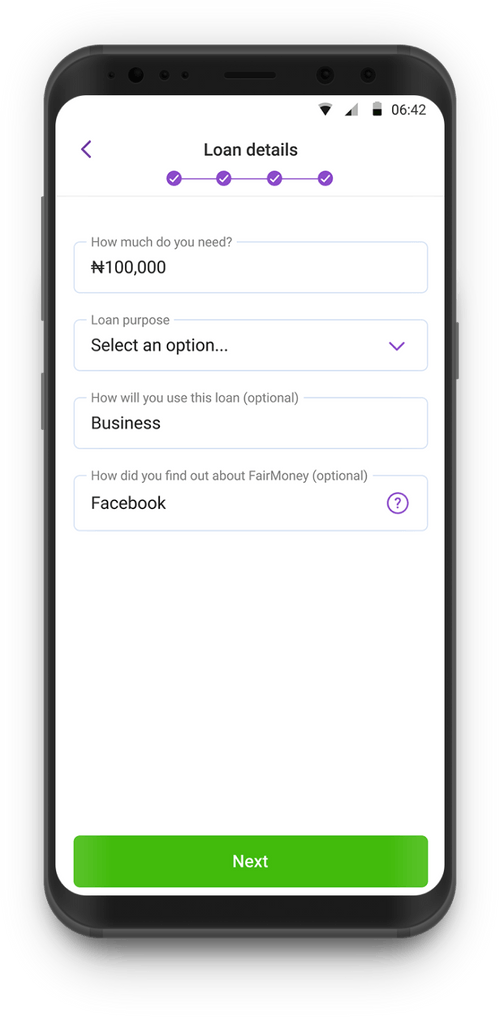 06:42
Loan details
How much do you need?
₦100,000
Loan purpose
Select an option...
How will you use this loan (optional)
Business
How did you find out about FairMoney (optional)
Facebook
?
Next